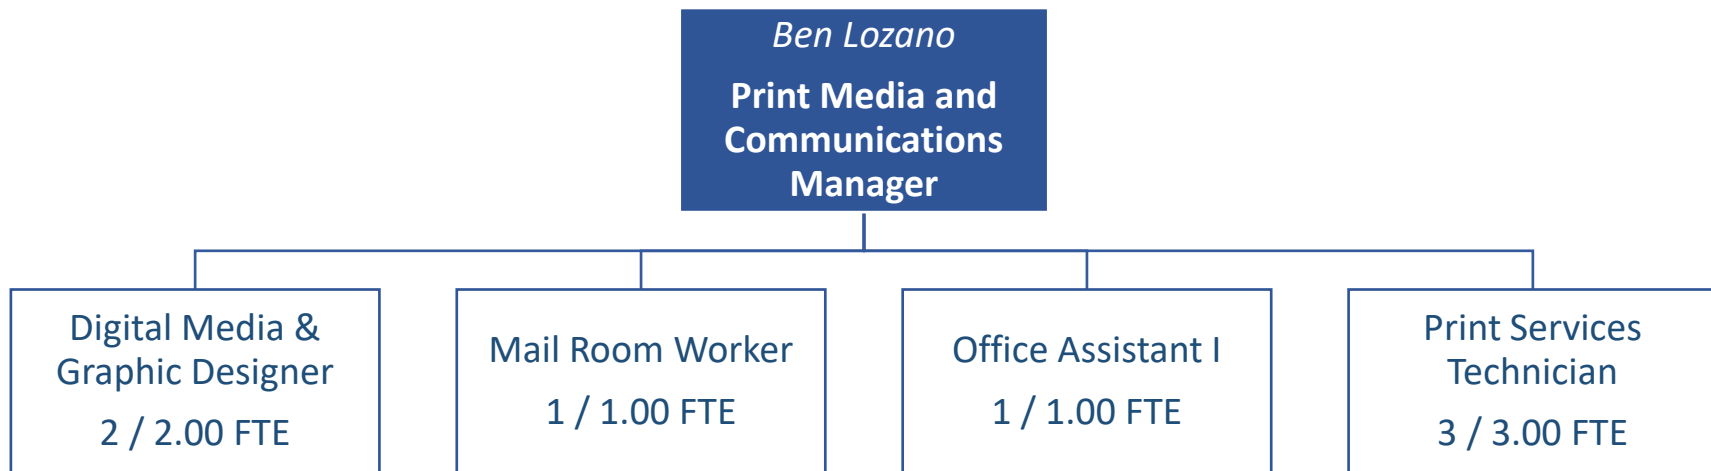 Ben Lozano
Print Media and
Communications
Manager
Digital Media &
Graphic Designer
2 / 2.00 FTE
Mail Room Worker
1 / 1.00 FTE
Office Assistant I
1 / 1.00 FTE
Print Services
Technician
3 / 3.00 FTE